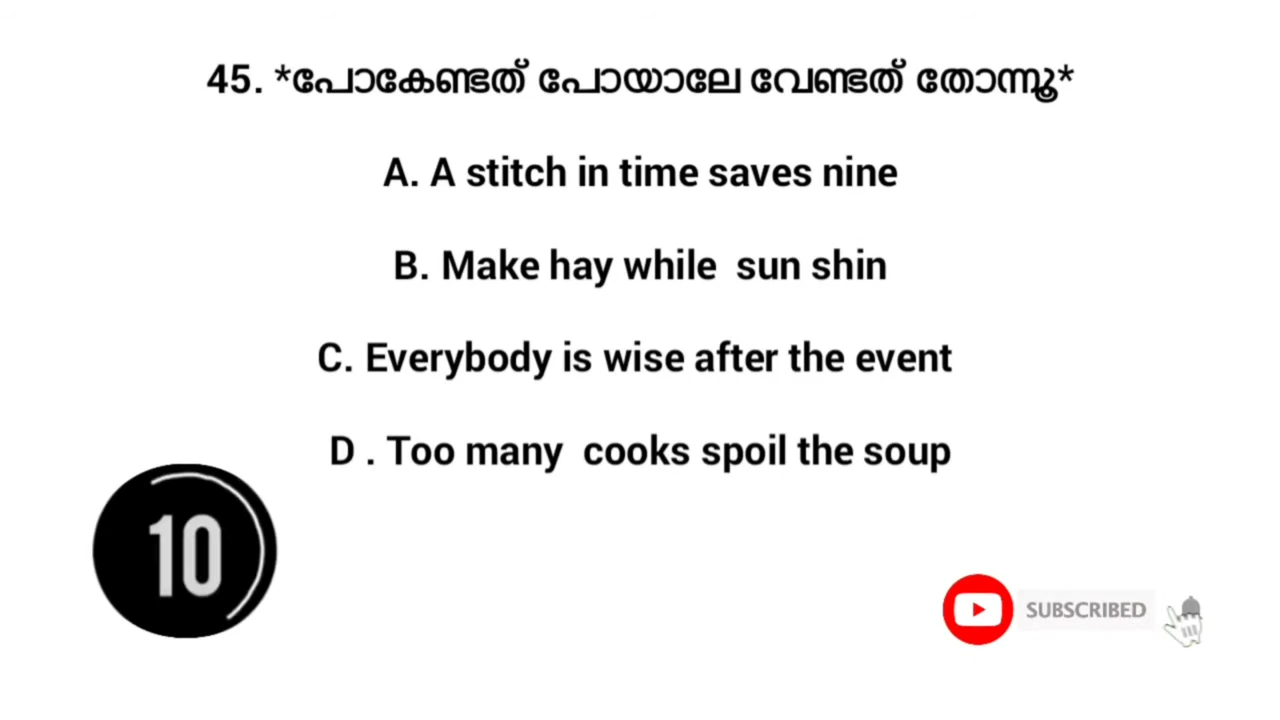 45. *പോകേണ്ടത് പോയാലേ വേണ്ടത് തോന്നൂ*
A. A stitch in time saves nine
B. Make hay while  sun shin
C. Everybody is wise after the event
D . Too many  cooks spoil the soup
10
SUBSCRIBED